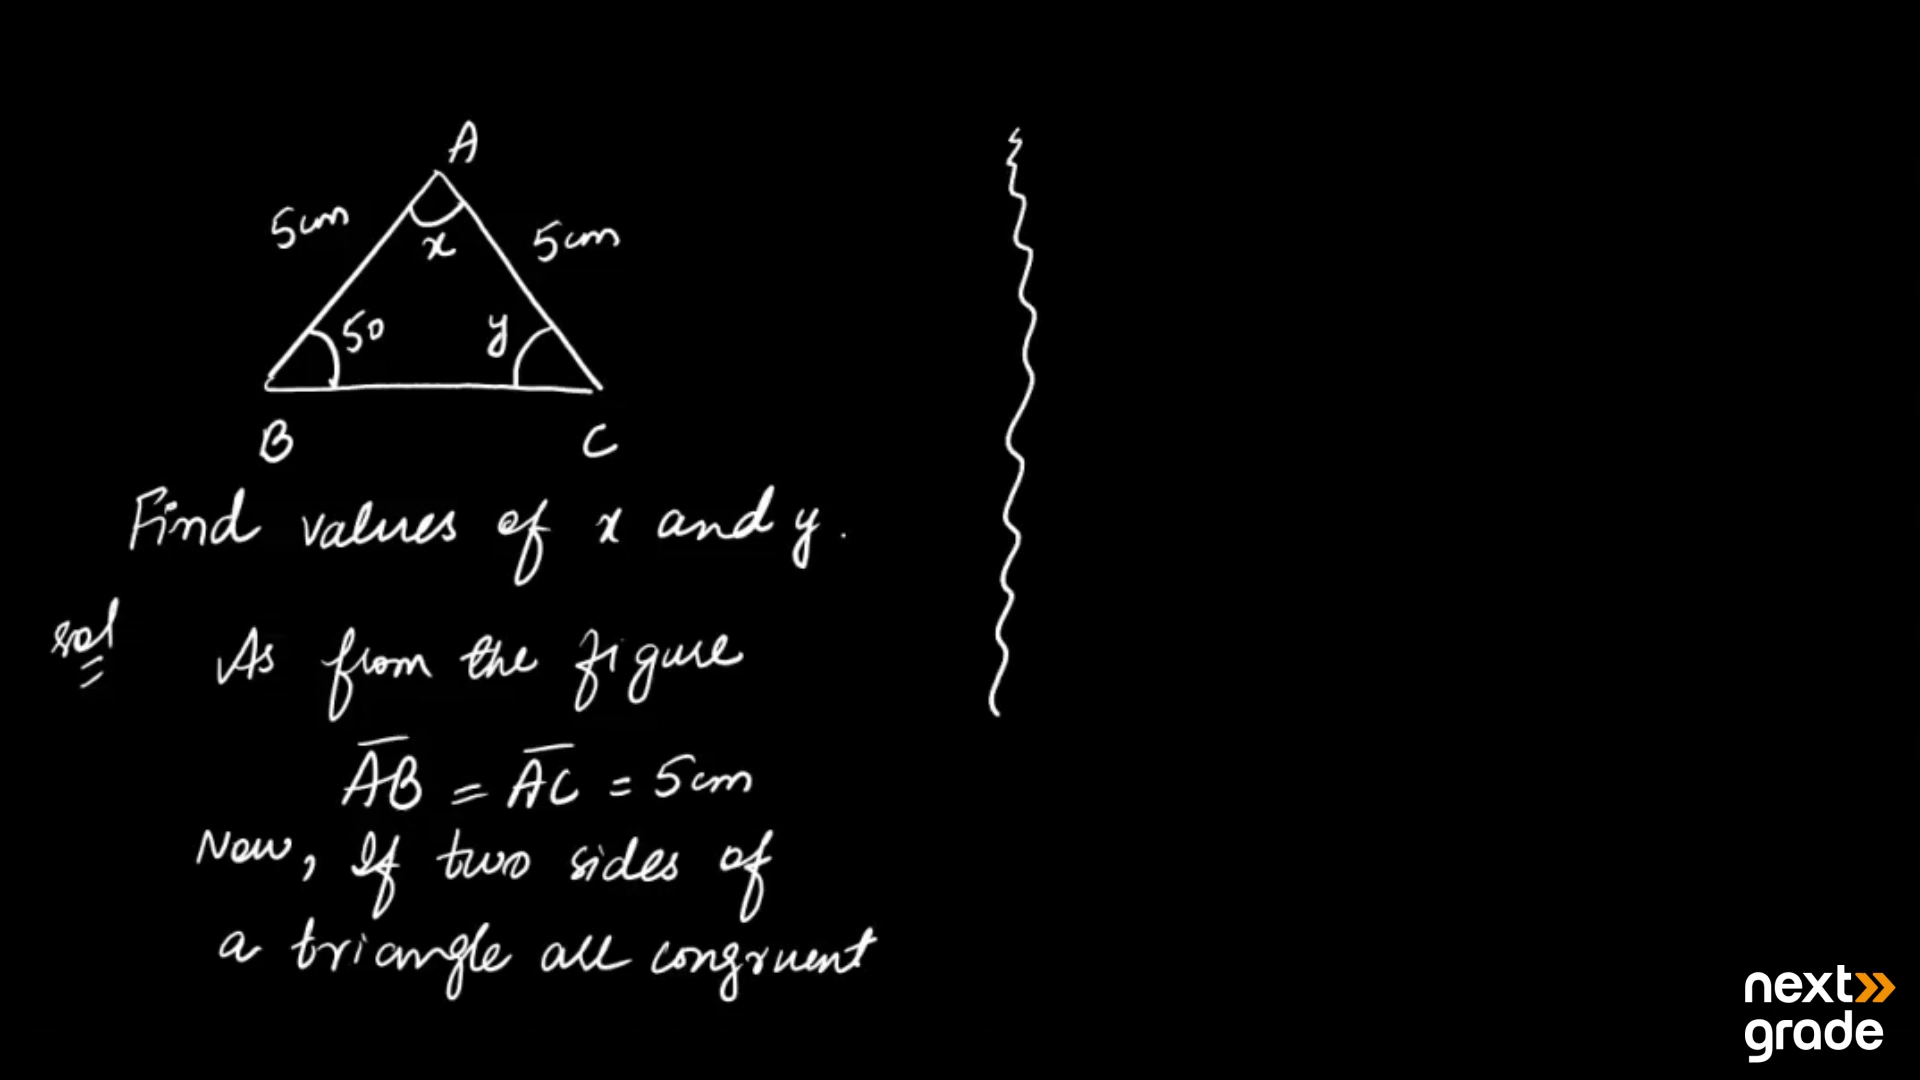 A
5cm
5cm
x
50
y
B
C
Find values of x and y.
sol
As from the figure
AB = AC = 5cm
Now, If two sides of
a triangle all congruent
next
grade